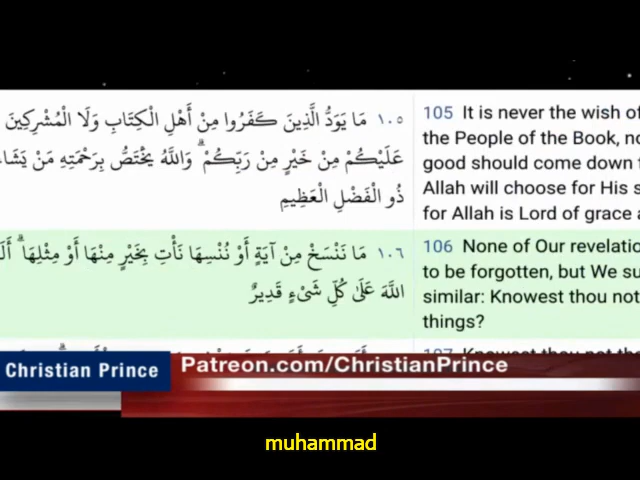 ١٠٥ مَا يَوَدُّ الَّذِينَ كَفَرُوا مِنْ أَهْلِ الْكِتَابِ وَلَا الْمُشْرِكِينَ
عَلَيْكُمْ مِنْ خَيْرٍ مِنْ رَبِّكُمْ ۗ وَاللَّهُ يَخْتَصُّ بِرَحْمَتِهِ مَنْ
ذُو الْفَضْلِ الْعَظِيمِ
105 It is never the wish of
the People of the Book,
good should come down
Allah will choose for His
for Allah is Lord of grace
١٠٦ مَا نَنْسَخْ مِنْ آيَةٍ أَوْ نُنْسِهَا نَأْتِ بِخَيْرٍ مِنْهَا أَوْ مِثْلِهَا ۗ
اللَّهَ عَلَىٰ كُلِّ شَيْءٍ قَدِيرٌ
106 None of Our
to be forgotten, but We
similar: Knowest thou not
things?
Christian Prince
Patreon.com/ChristianPrince
muhammad